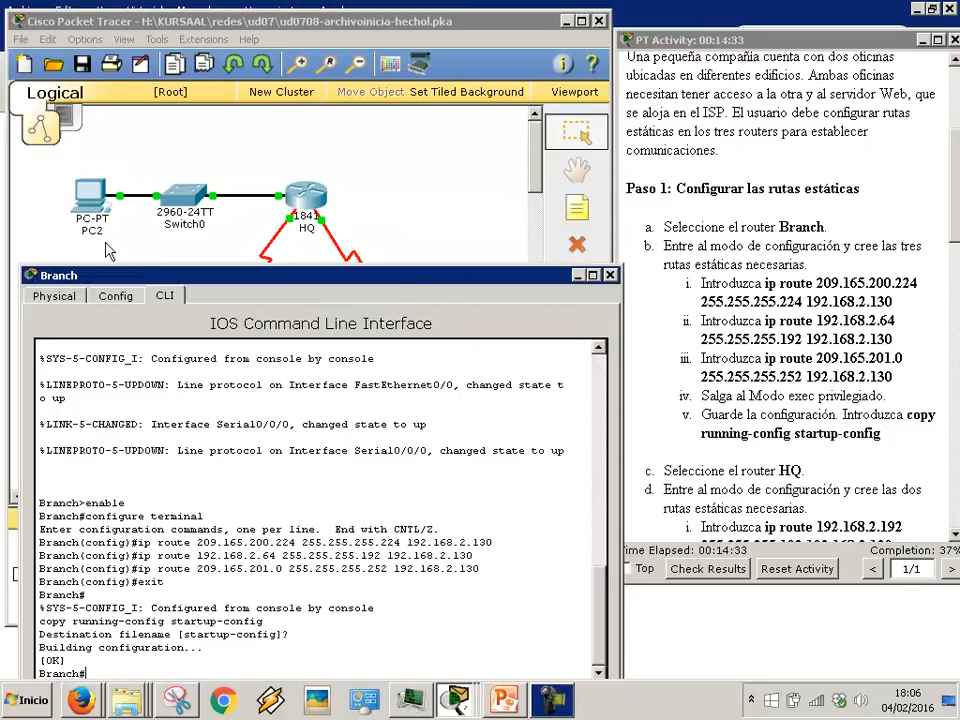 Cisco Packet Tracer - H:\KURSAAL\redes\ud07\ud0708-archivoinicia-hechol.pka
File Edit Options View Tools Extensions Help
Logical [Root] New Cluster Move Object Set Tiled Background Viewport
PC-PT
PC2
2960-24TT
Switch0
1841
HQ
Branch
Physical Config CLI
IOS Command Line Interface
%SYS-5-CONFIG_I: Configured from console by console
%LINEPROTO-5-UPDOWN: Line protocol on Interface FastEthernet0/0, changed state t
o up
%LINK-5-CHANGED: Interface Serial0/0/0, changed state to up
%LINEPROTO-5-UPDOWN: Line protocol on Interface Serial0/0/0, changed state to up
Branch>enable
Branch#configure terminal
Enter configuration commands, one per line.  End with CNTL/Z.
Branch(config)#ip route 209.165.200.224 255.255.255.224 192.168.2.130
Branch(config)#ip route 192.168.2.64 255.255.255.192 192.168.2.130
Branch(config)#ip route 209.165.201.0 255.255.255.252 192.168.2.130
Branch(config)#exit
Branch#
%SYS-5-CONFIG_I: Configured from console by console
copy running-config startup-config
Destination filename [startup-config]?
Building configuration...
[OK]
Branch#
PT Activity: 00:14:33
Una pequeña compañía cuenta con dos oficinas
ubicadas en diferentes edificios. Ambas oficinas
necesitan tener acceso a la otra y al servidor Web, que
se aloja en el ISP. El usuario debe configurar rutas
estáticas en los tres routers para establecer
comunicaciones.
Paso 1: Configurar las rutas estáticas
a. Seleccione el router Branch.
b. Entre al modo de configuración y cree las tres
rutas estáticas necesarias.
i. Introduzca ip route 209.165.200.224
255.255.255.224 192.168.2.130
ii. Introduzca ip route 192.168.2.64
255.255.255.192 192.168.2.130
iii. Introduzca ip route 209.165.201.0
255.255.255.252 192.168.2.130
iv. Salga al Modo exec privilegiado.
v. Guarde la configuración. Introduzca copy
running-config startup-config
c. Seleccione el router HQ.
d. Entre al modo de configuración y cree las dos
rutas estáticas necesarias.
i. Introduzca ip route 192.168.2.192
Time Elapsed: 00:14:33 Completion: 37%
Top Check Results Reset Activity < 1/1 >
Inicio
18:06
04/02/2016